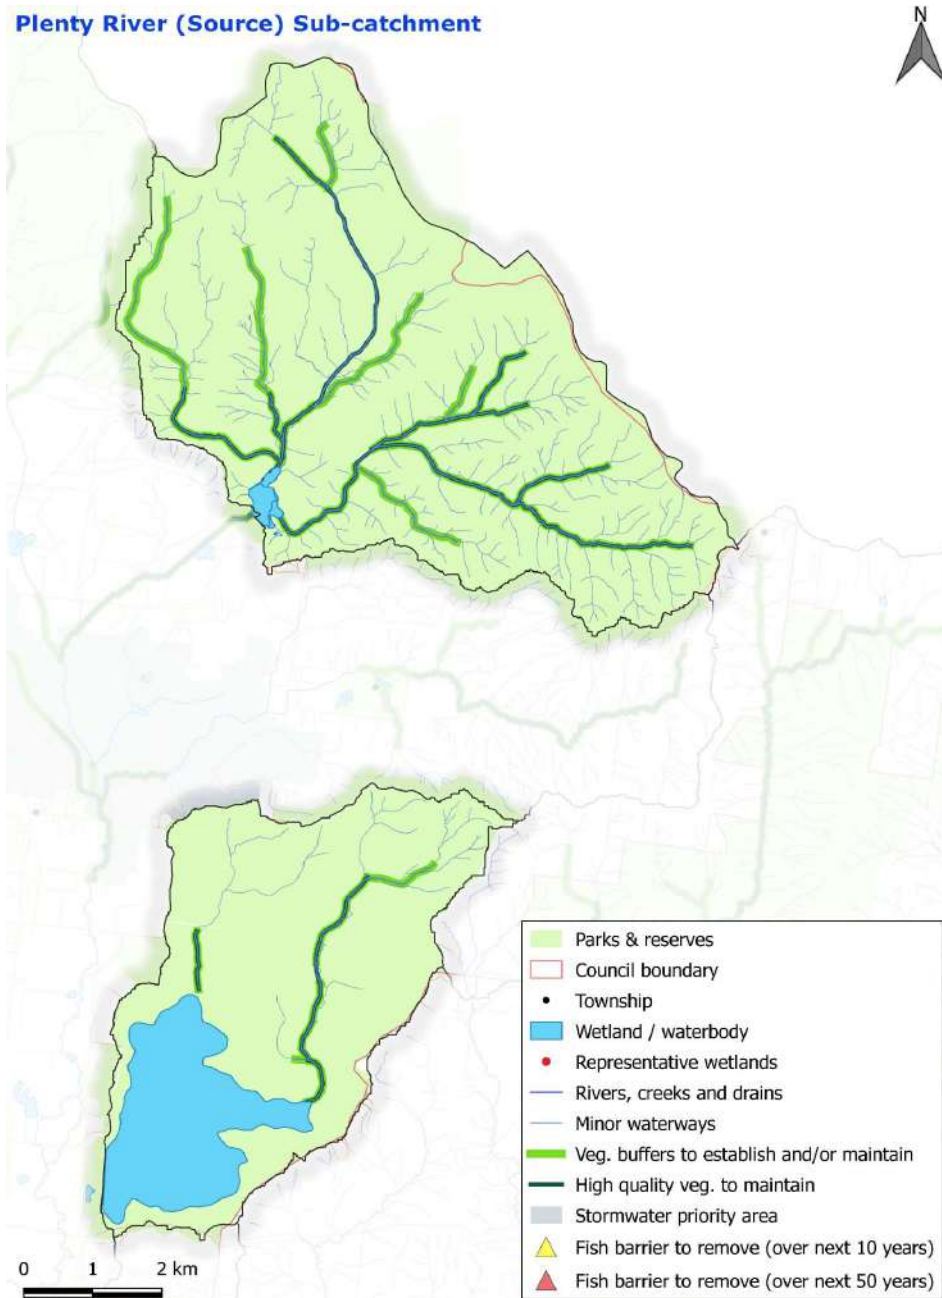 Plenty River (Source) Sub-catchment
N
Parks & reserves
Council boundary
Township
Wetland / waterbody
Representative wetlands
Rivers, creeks and drains
Minor waterways
Veg. buffers to establish and/or maintain
High quality veg. to maintain
Stormwater priority area
Fish barrier to remove (over next 10 years)
Fish barrier to remove (over next 50 years)
0 1 2 km